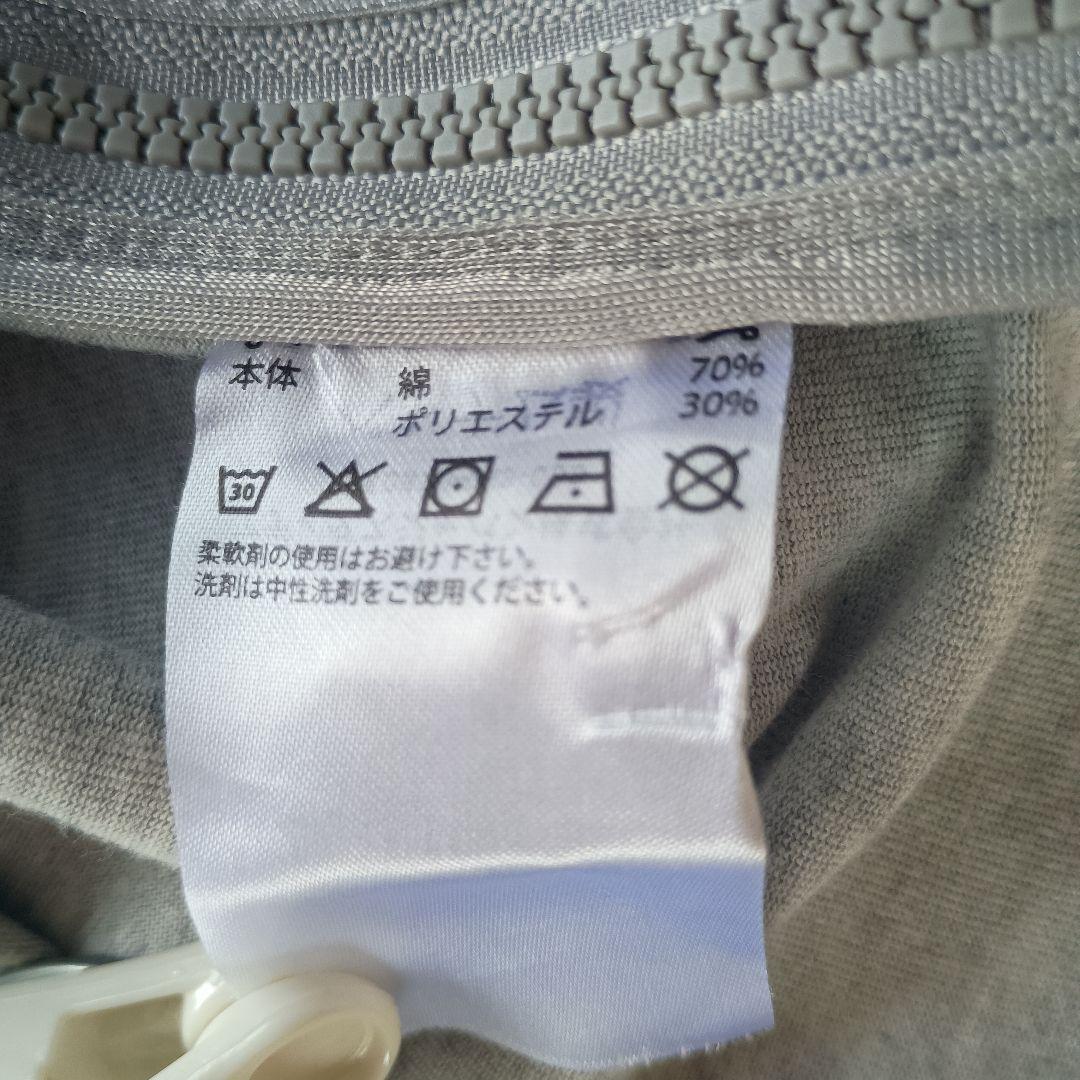 本体 綿 70%
ポリエステル 30%
30
柔軟剤の使用はお避け下さい。
洗剤は中性洗剤をご使用ください。